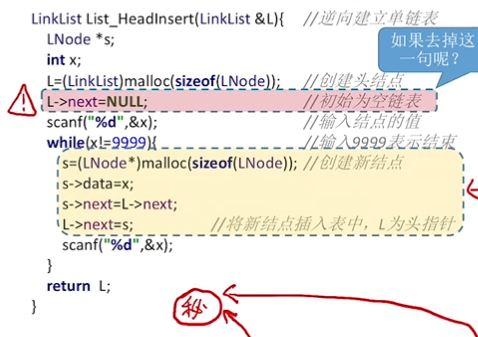 LinkList List_HeadInsert(LinkList &L){ //逆向建立单链表
LNode *s;
int x;
L=(LinkList)malloc(sizeof(LNode)); //创建头结点
如果去掉这
一句呢？
L->next=NULL; //初始为空链表
scanf("%d",&x); //输入结点的值
while(x!=9999){ //输入9999表示结束
s=(LNode*)malloc(sizeof(LNode)); //创建新结点
s->data=x;
s->next=L->next;
L->next=s; //将新结点插入表中，L为头指针
scanf("%d",&x);
}
return L;
}
秘